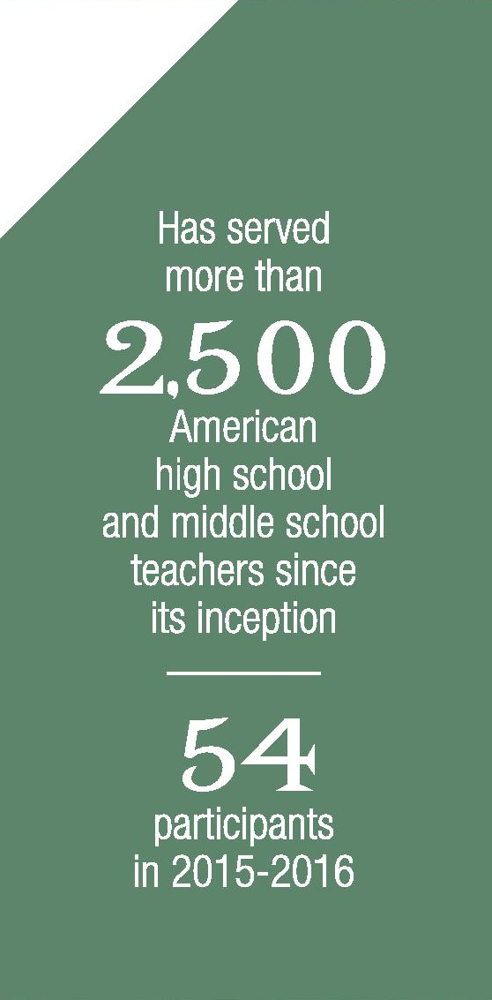 Has served
more than
2,500
American
high school
and middle school
teachers since
its inception
54
participants
in 2015-2016